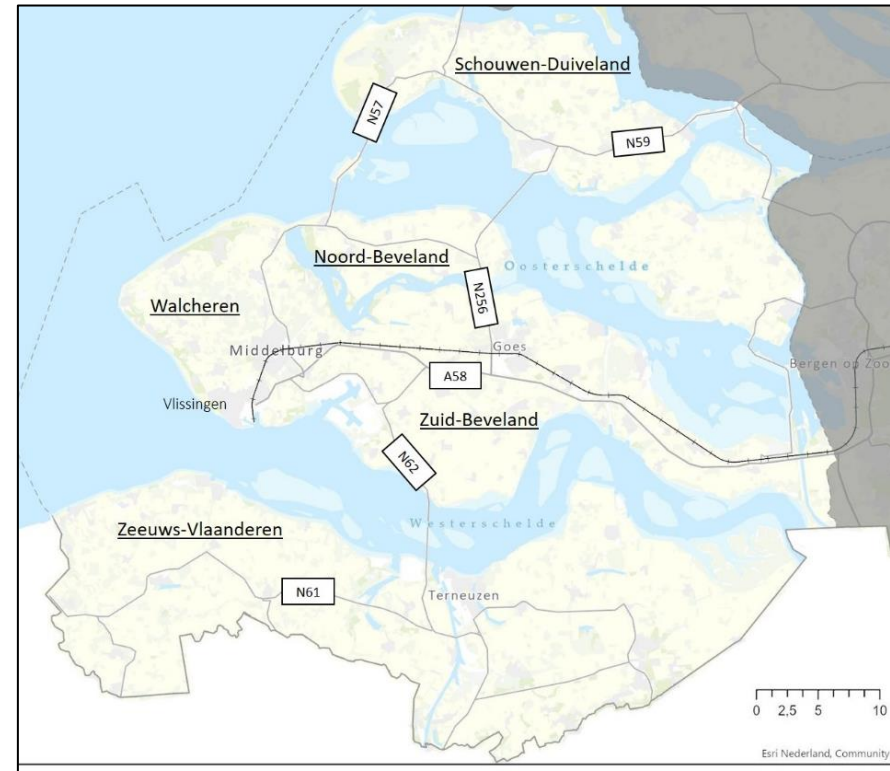 Schouwen-Duiveland
N57
N59
Noord-Beveland
Oosterschelde
Walcheren
N256
Middelburg
Goes
Bergen op Zoo
A58
Vlissingen
Zuid-Beveland
N62
Westerschelde
Zeeuws-Vlaanderen
N61
Terneuzen
0 2,5 5 10
Esri Nederland, Community